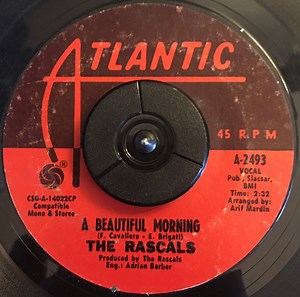 ATLANTIC
45 R.P.M
A-2493
VOCAL
Pub., Slacsar,
BMI
Time: 2:32
Arranged by:
Arif Mardin
CSG-A-14022CP
Compatible
Mono & Stereo
A BEAUTIFUL MORNING
(F. Cavaliere - E. Brigati)
THE RASCALS
Produced by The Rascals
Eng.: Adrian Barber